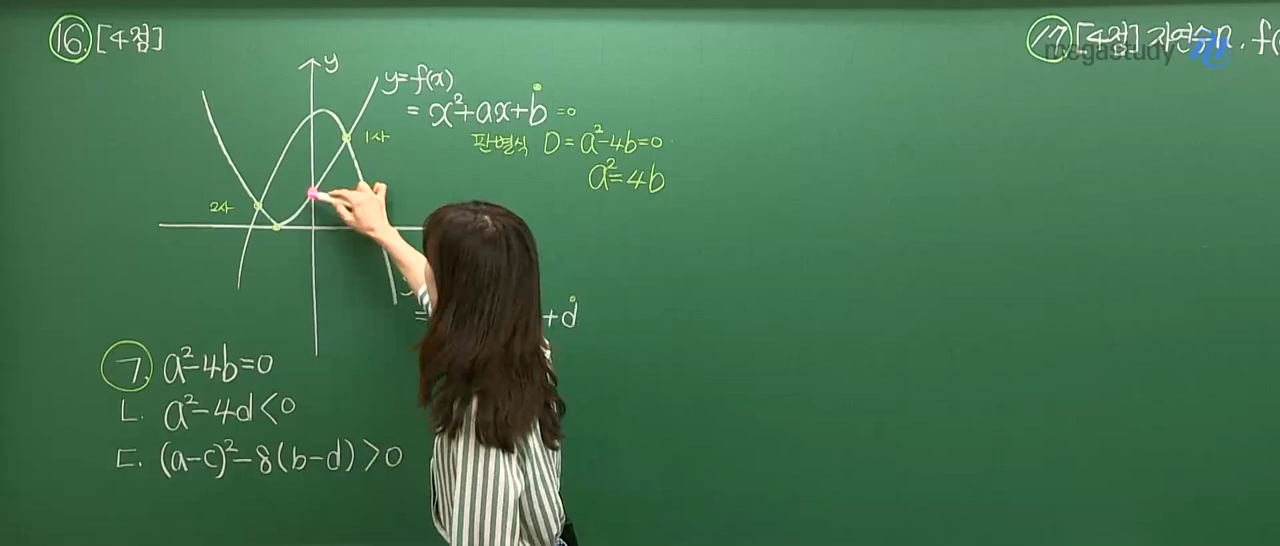 16. [4점]
17 [4점] 자연수n. f(
megastudy
y
y=f(x)
= x²+ax+b =0
판별식 D=a²-4b=0
a²=4b
1사
2사
= +d
ㄱ. a²-4b=0
ㄴ. a²-4d<0
ㄷ. (a-c)²-8(b-d)>0